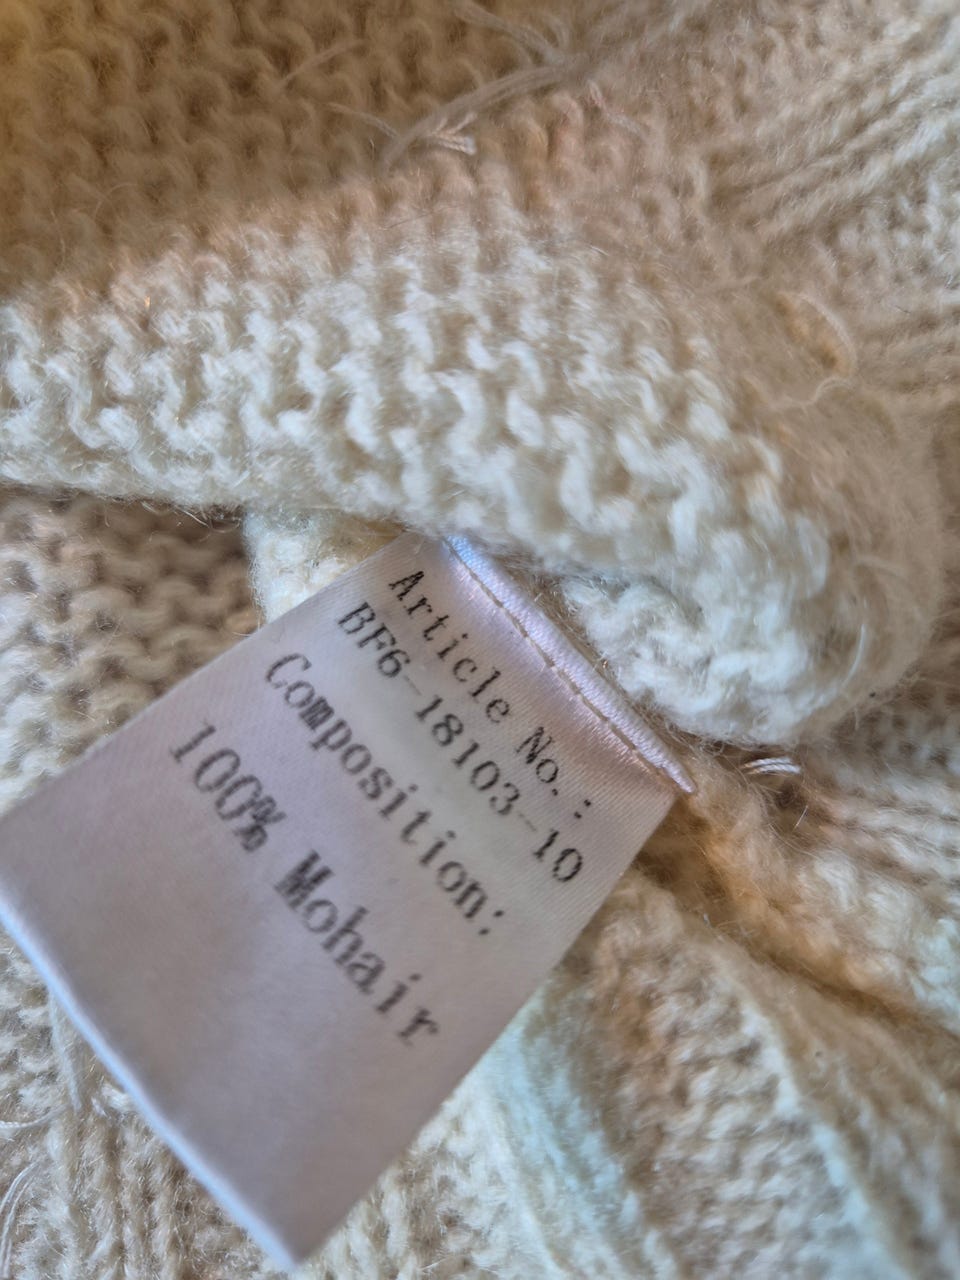 Article No.:
BF6-18103-10
Composition:
100% Mohair